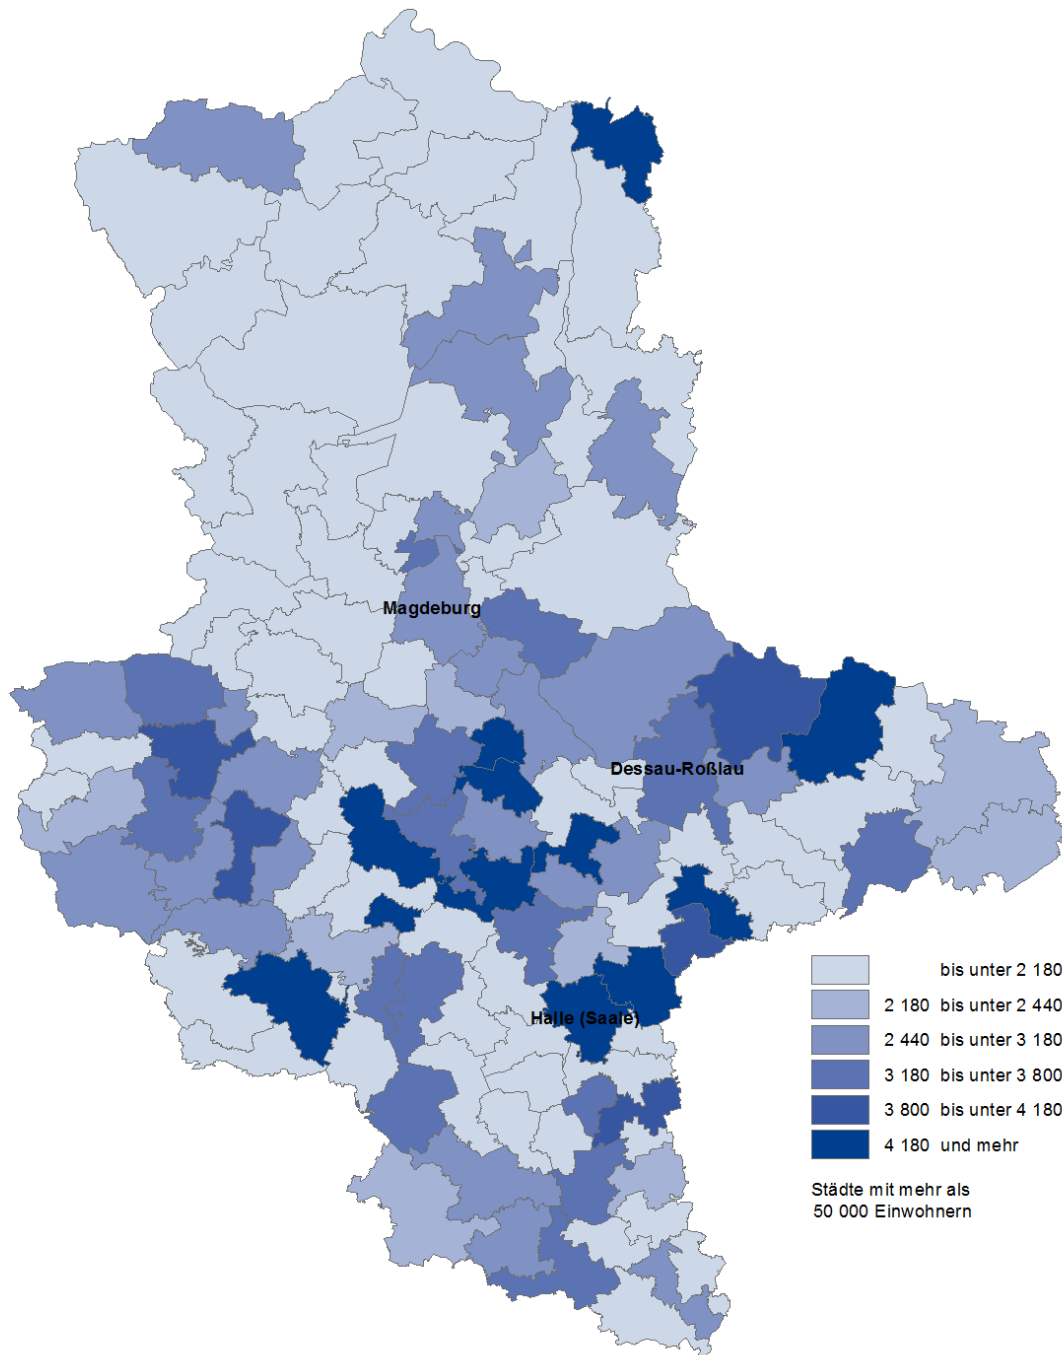 Magdeburg
Dessau-Roßlau
Halle (Saale)
bis unter 2 180
2 180 bis unter 2 440
2 440 bis unter 3 180
3 180 bis unter 3 800
3 800 bis unter 4 180
4 180 und mehr
Städte mit mehr als
50 000 Einwohnern